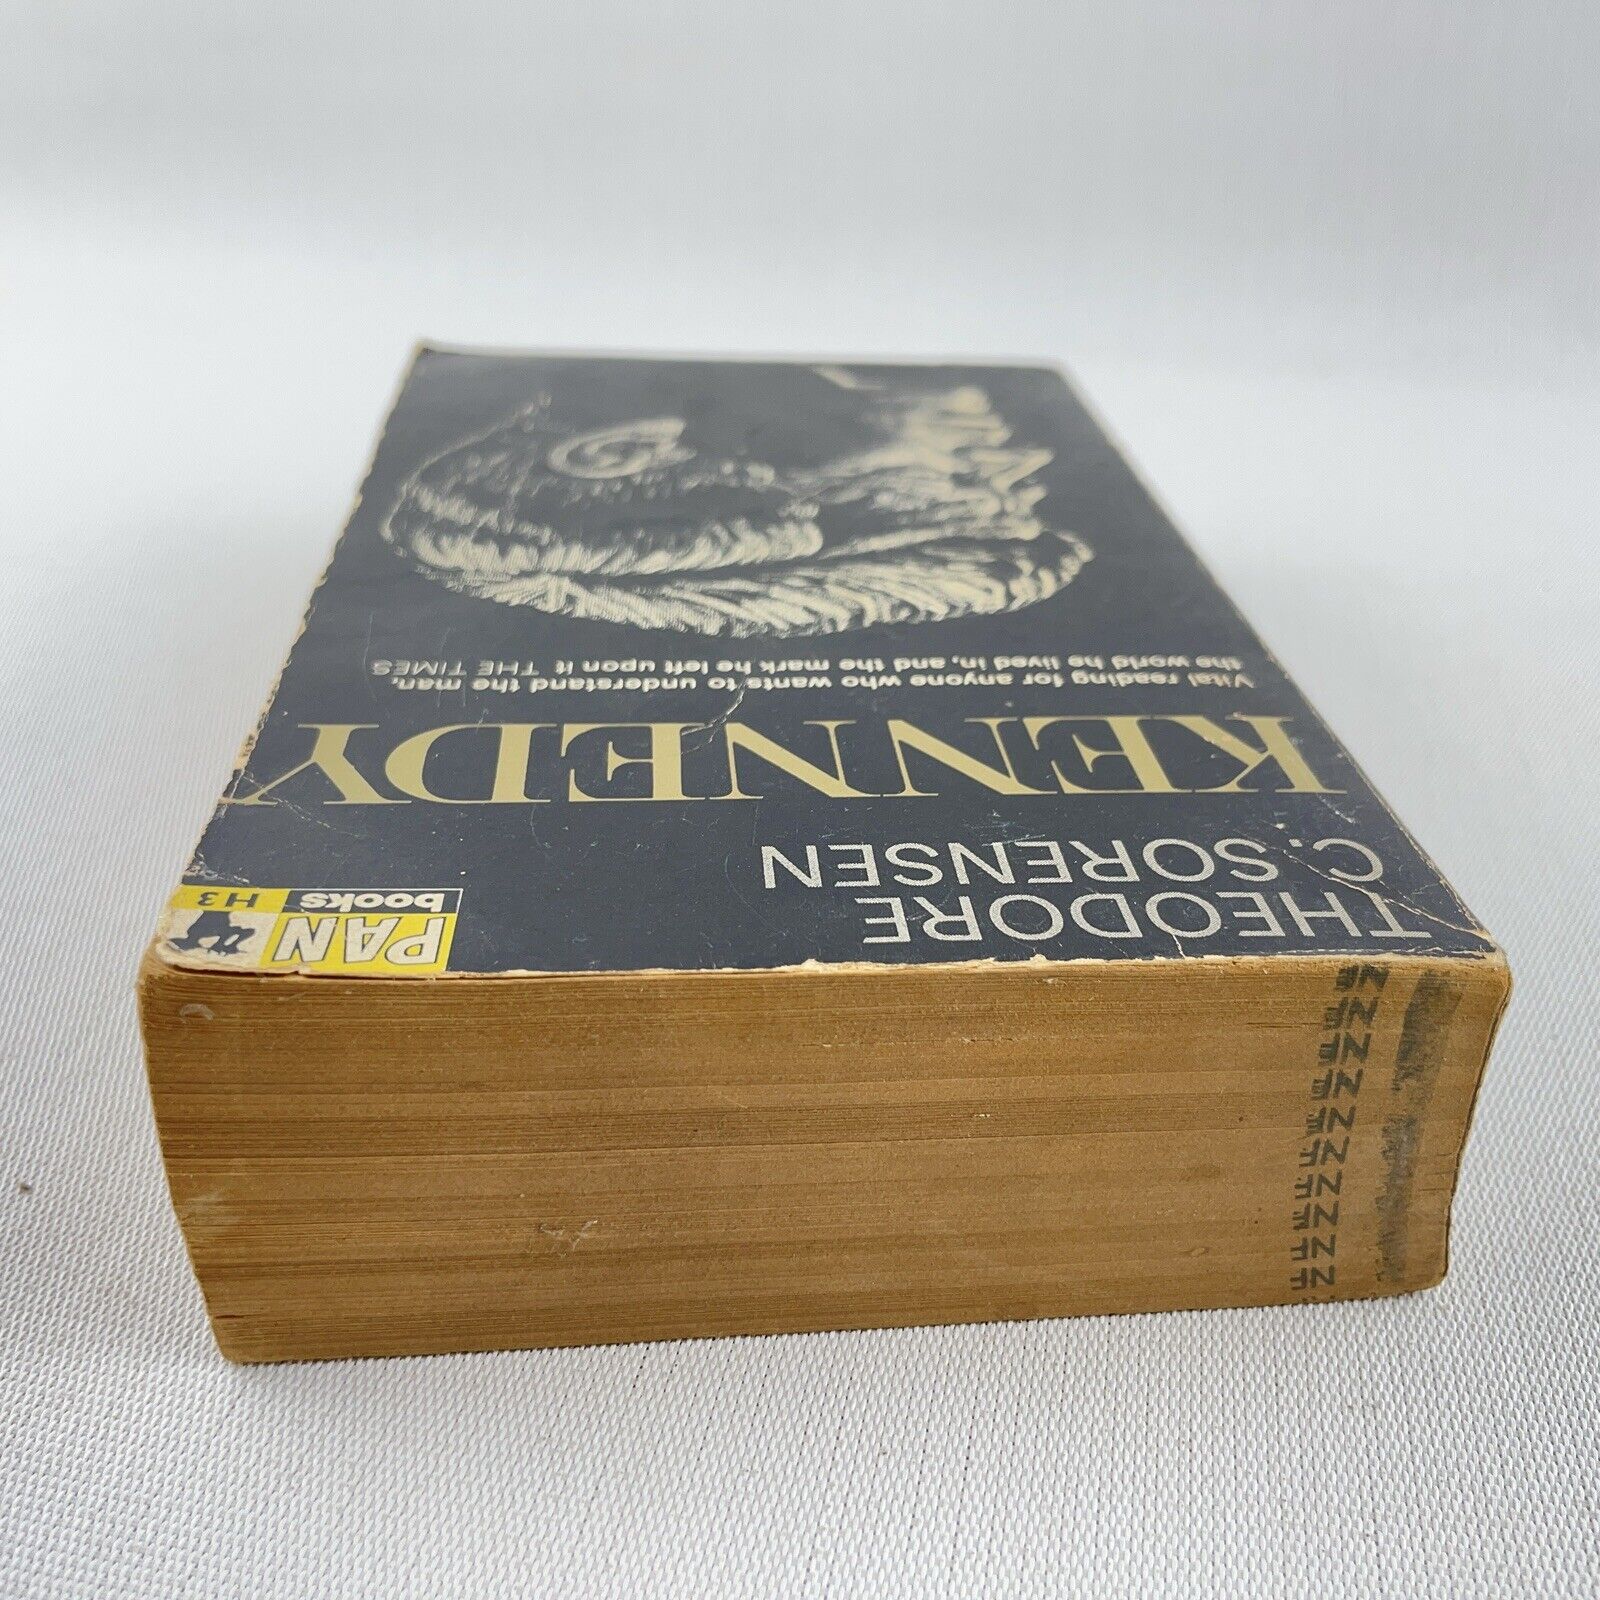 THEODORE
C. SORENSEN
PAN
books
H3
KENNEDY
Vital reading for anyone who wants to understand the man,
the world he lived in, and the mark he left upon it THE TIMES